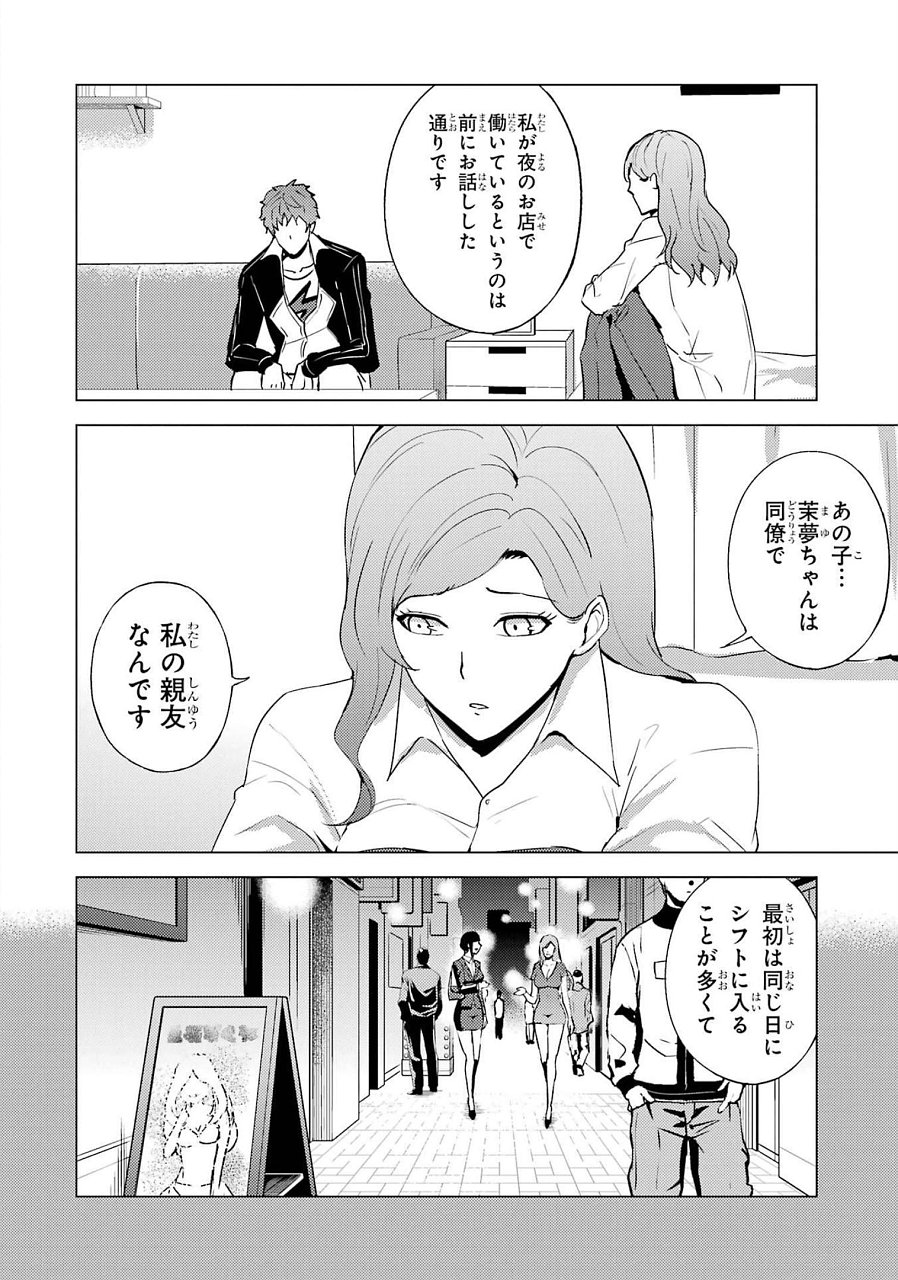 私が夜のお店で
働いているというのは
前にお話しした
通りです
あの子…
茉夢ちゃんは
同僚で
私の親友
なんです
最初は同じ日に
シフトに入る
ことが多くて